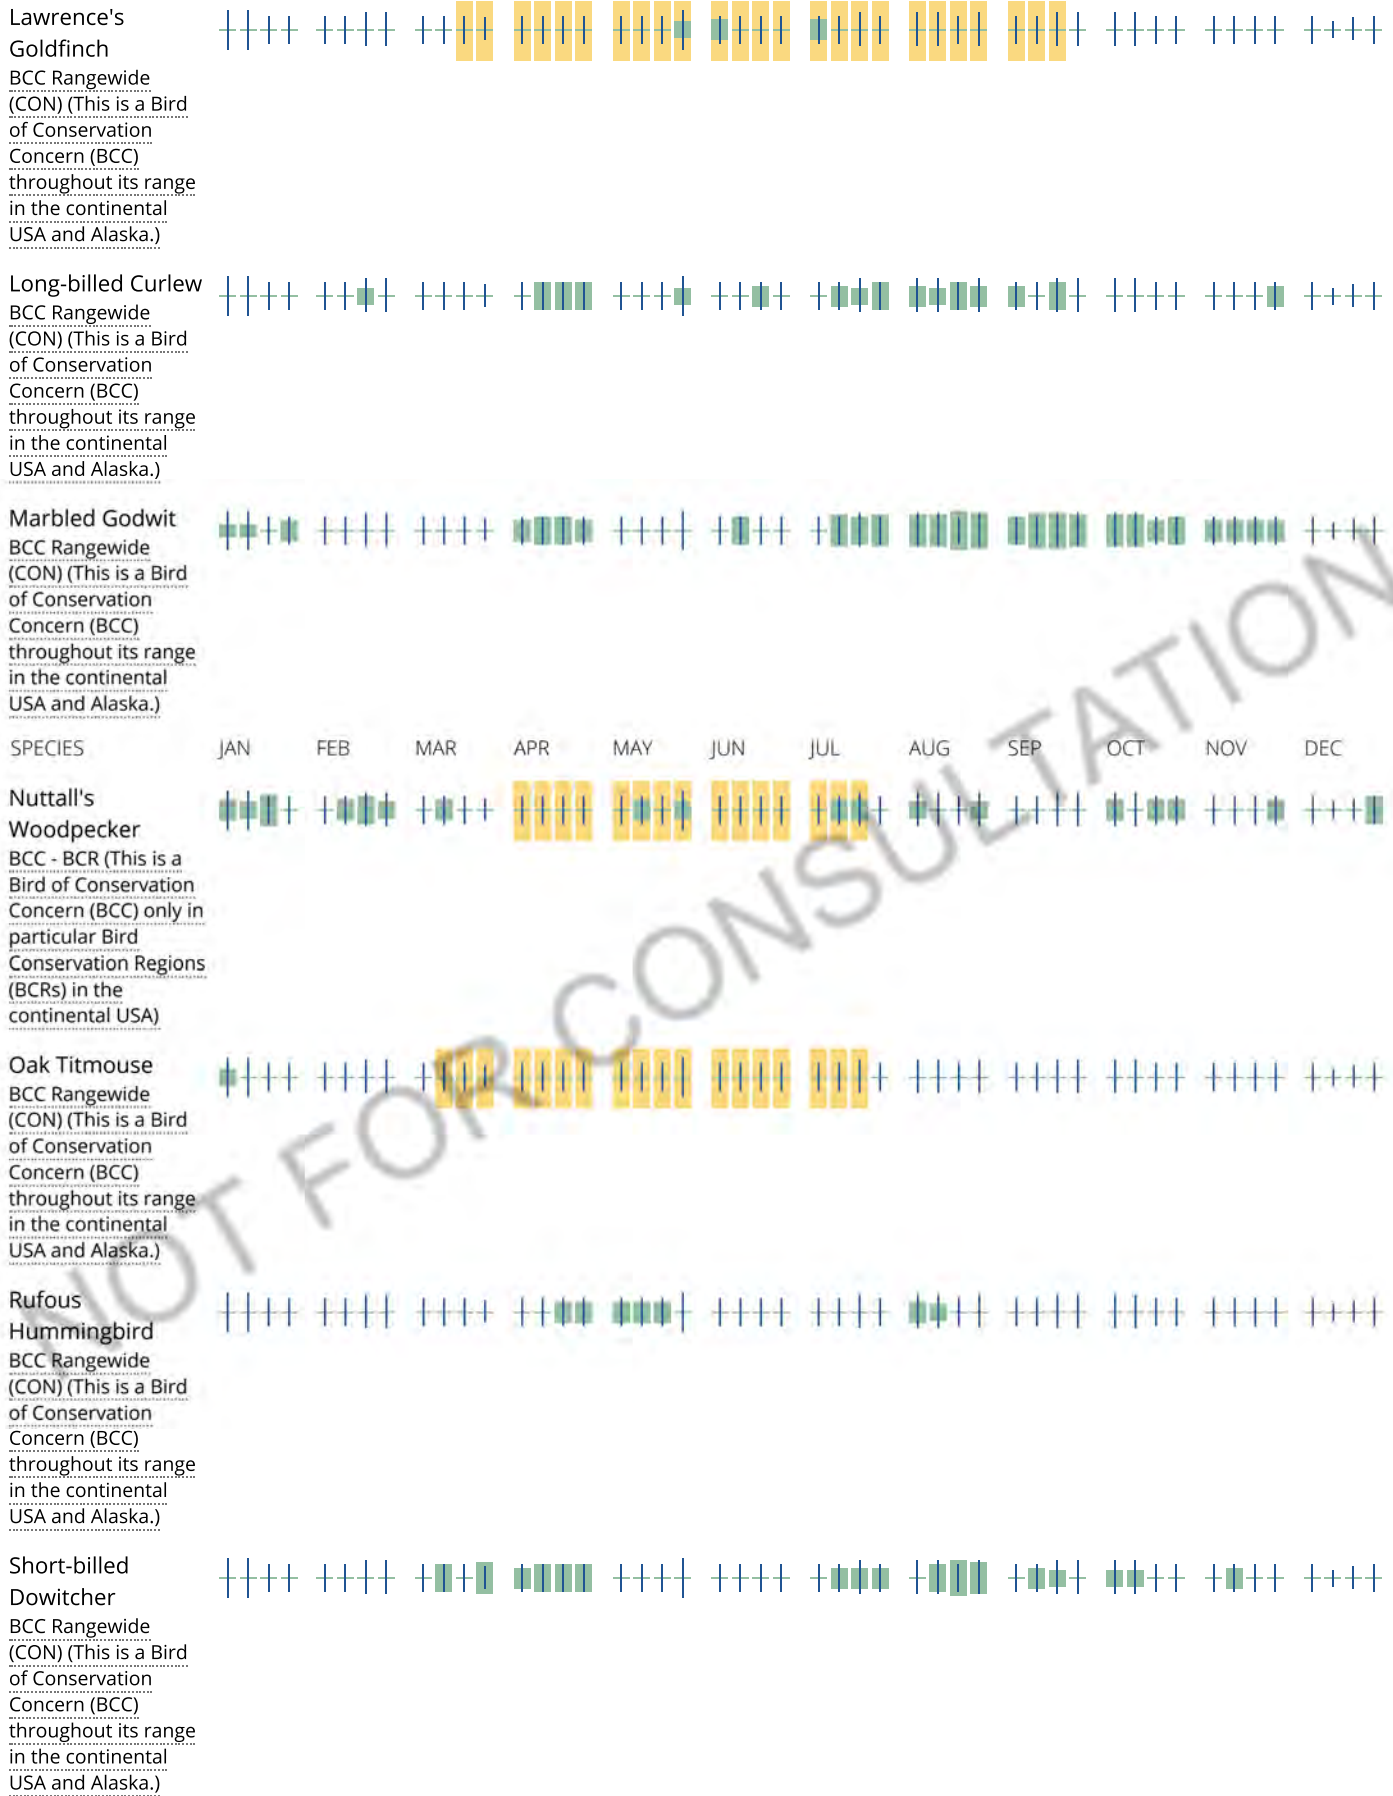 Lawrence's
Goldfinch
BCC Rangewide
(CON) (This is a Bird
of Conservation
Concern (BCC)
throughout its range
in the continental
USA and Alaska.)
Long-billed Curlew
BCC Rangewide
(CON) (This is a Bird
of Conservation
Concern (BCC)
throughout its range
in the continental
USA and Alaska.)
Marbled Godwit
BCC Rangewide
(CON) (This is a Bird
of Conservation
Concern (BCC)
throughout its range
in the continental
USA and Alaska.)
SPECIES JAN FEB MAR APR MAY JUN JUL AUG SEP OCT NOV DEC
Nuttall's
Woodpecker
BCC - BCR (This is a
Bird of Conservation
Concern (BCC) only in
particular Bird
Conservation Regions
(BCRs) in the
continental USA)
Oak Titmouse
BCC Rangewide
(CON) (This is a Bird
of Conservation
Concern (BCC)
throughout its range
in the continental
USA and Alaska.)
Rufous
Hummingbird
BCC Rangewide
(CON) (This is a Bird
of Conservation
Concern (BCC)
throughout its range
in the continental
USA and Alaska.)
Short-billed
Dowitcher
BCC Rangewide
(CON) (This is a Bird
of Conservation
Concern (BCC)
throughout its range
in the continental
USA and Alaska.)
NOT FOR CONSULTATION